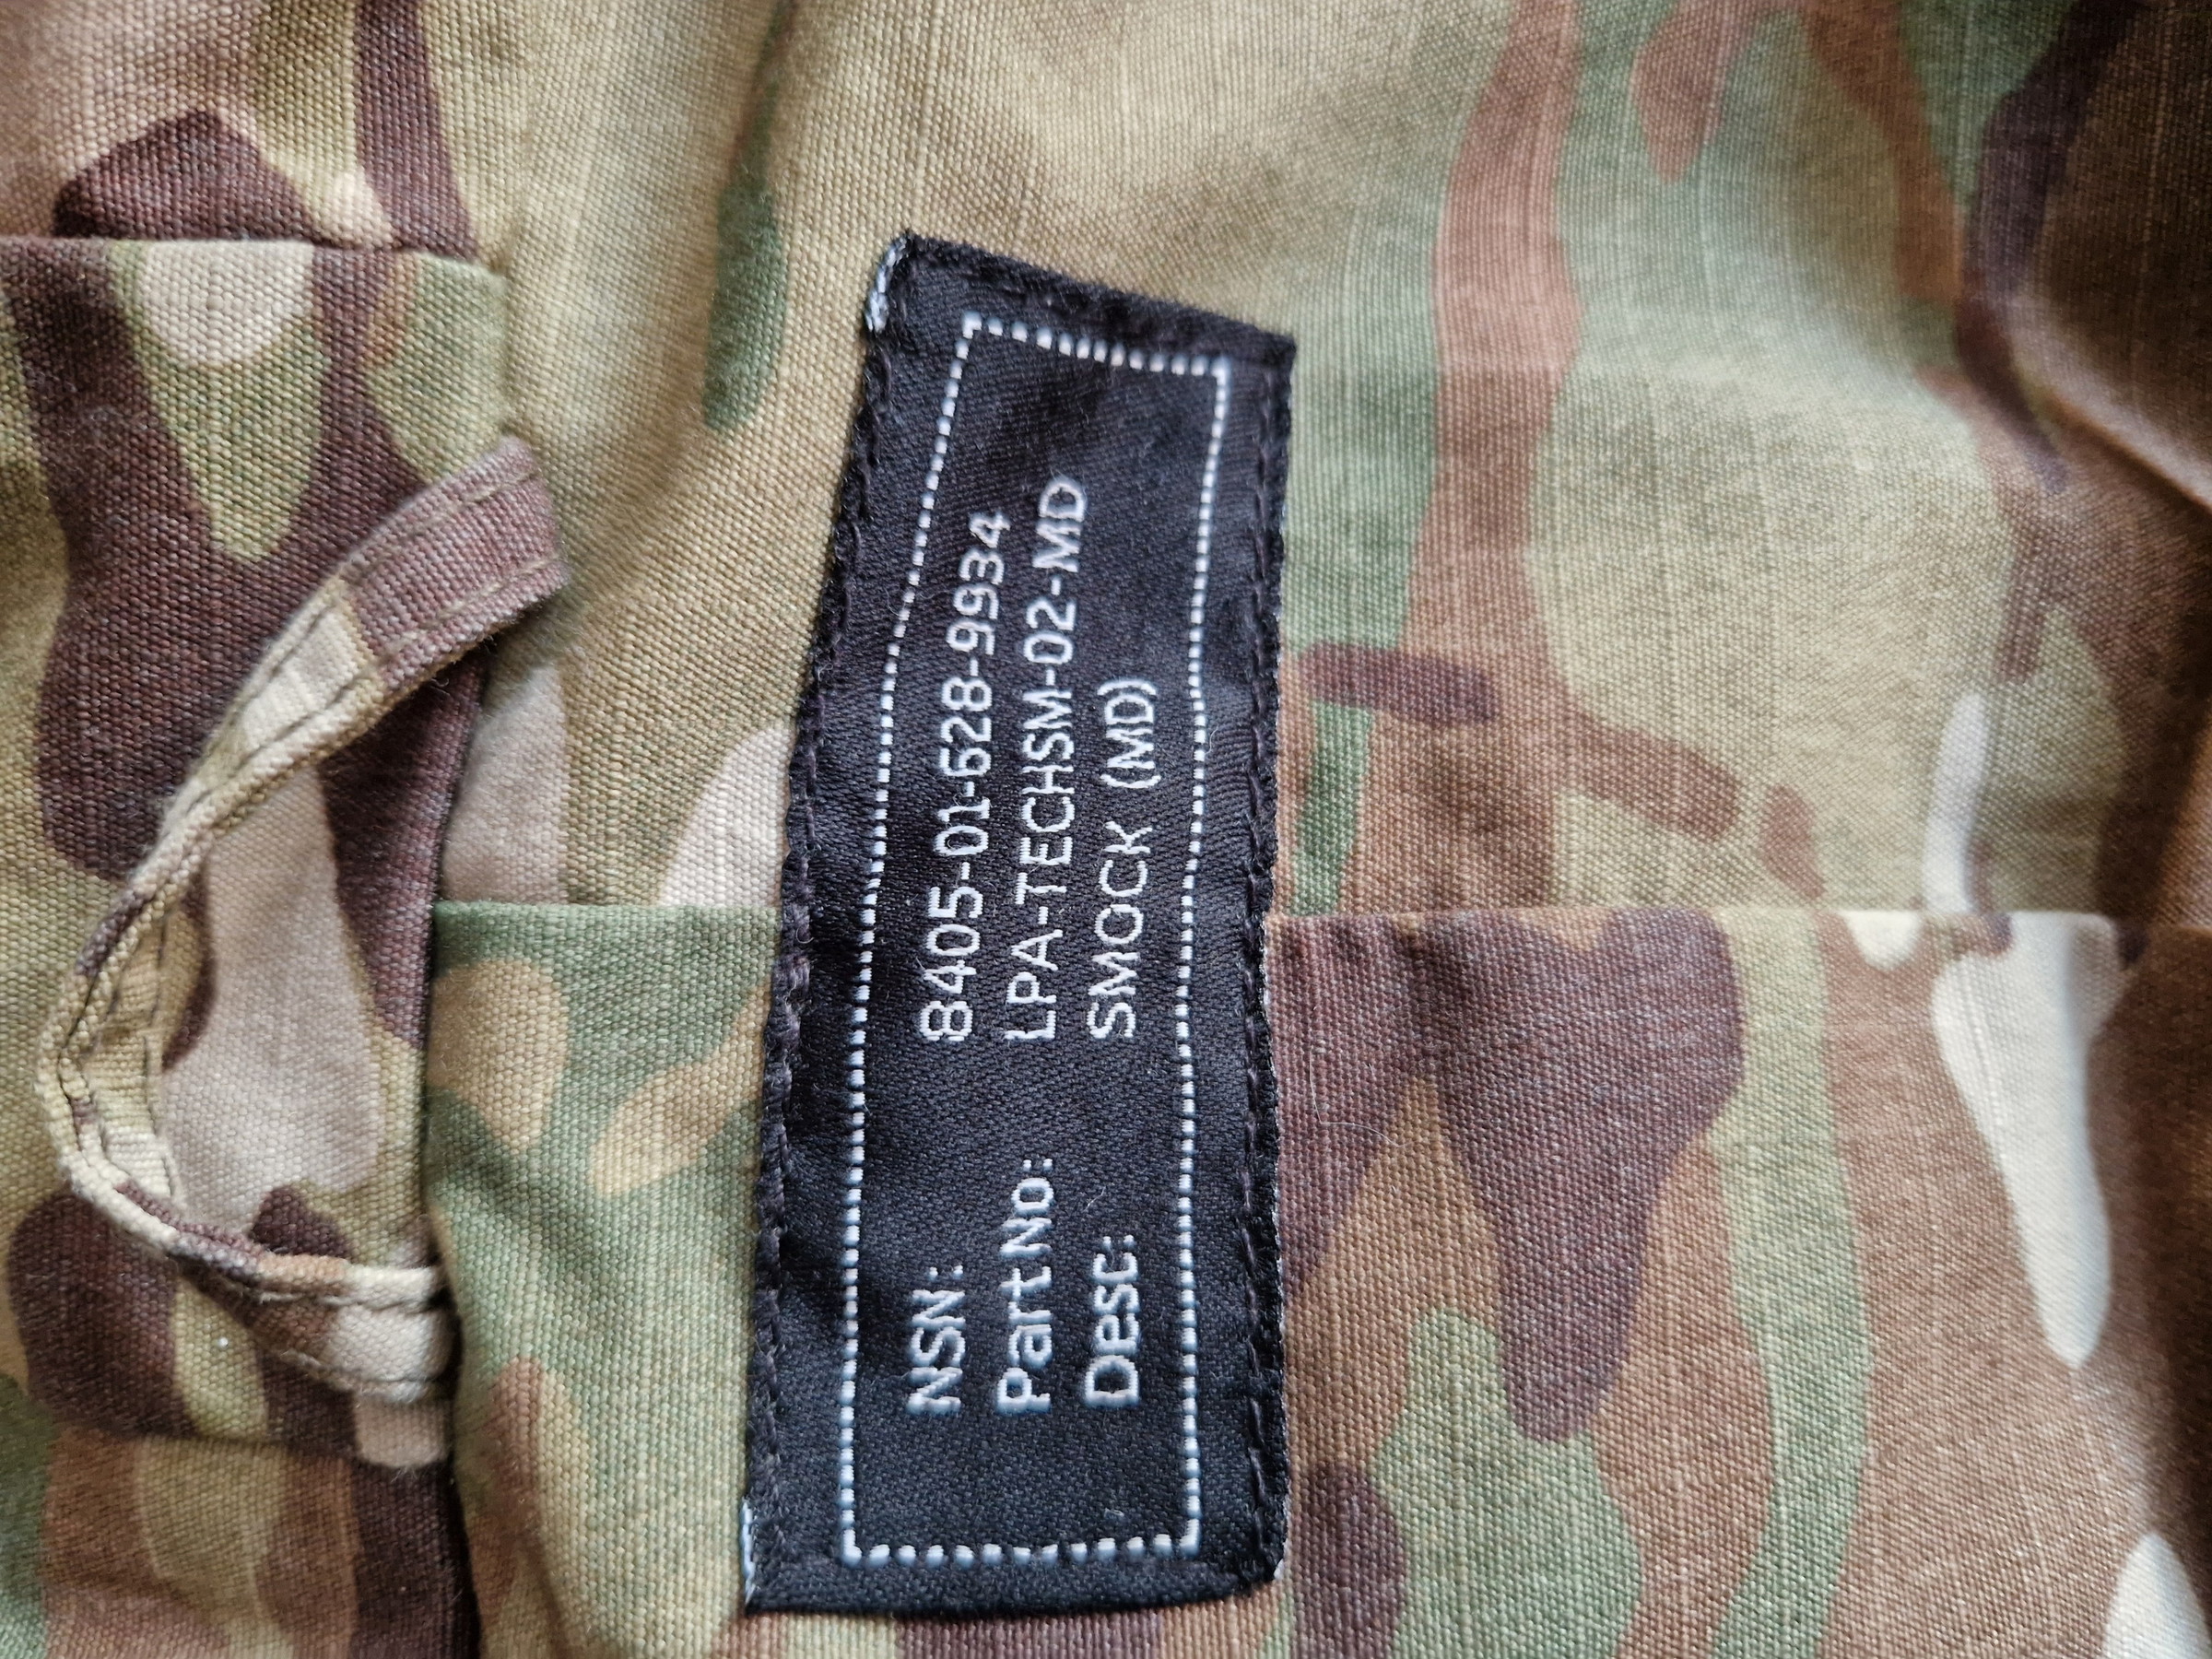 NSN: 8405-01-628-9934
Part No: LPA-TECHSM-02-MD
Desc: SMOCK (MD)